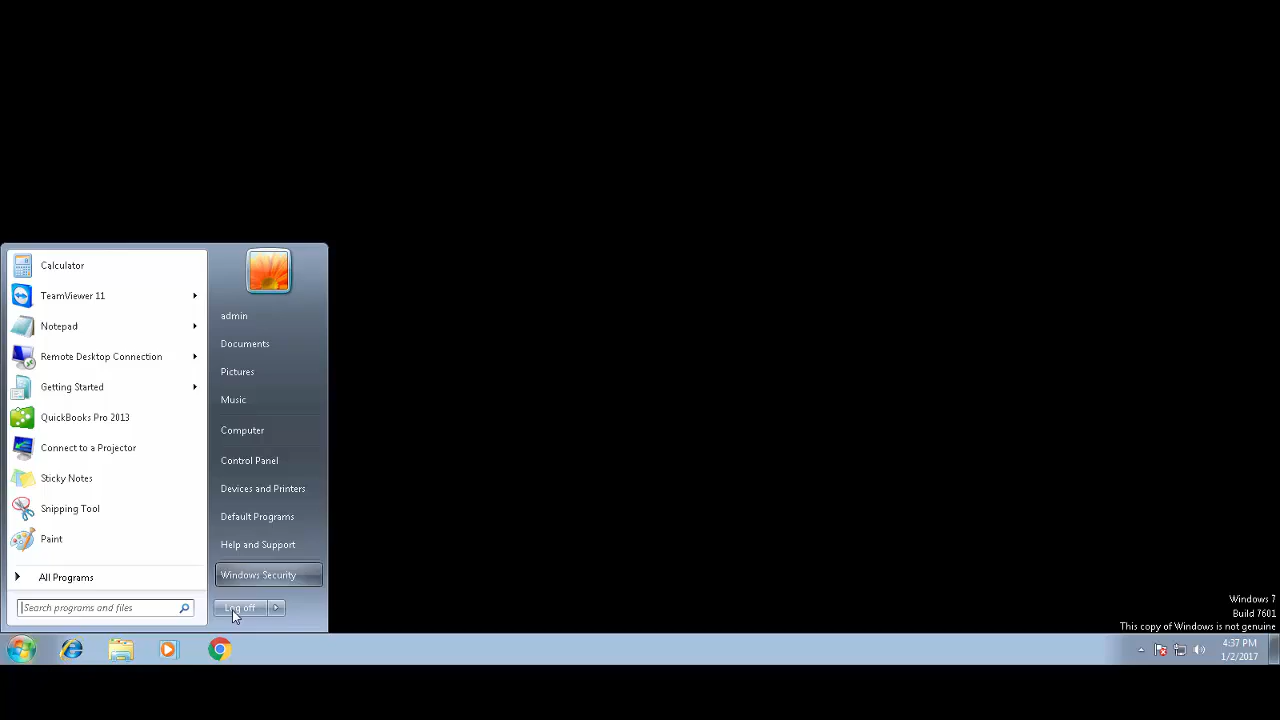 Calculator
TeamViewer 11
Notepad
Remote Desktop Connection
Getting Started
QuickBooks Pro 2013
Connect to a Projector
Sticky Notes
Snipping Tool
Paint
All Programs
Search programs and files
admin
Documents
Pictures
Music
Computer
Control Panel
Devices and Printers
Default Programs
Help and Support
Windows Security
Log off
Windows 7
Build 7601
This copy of Windows is not genuine
4:37 PM
1/2/2017